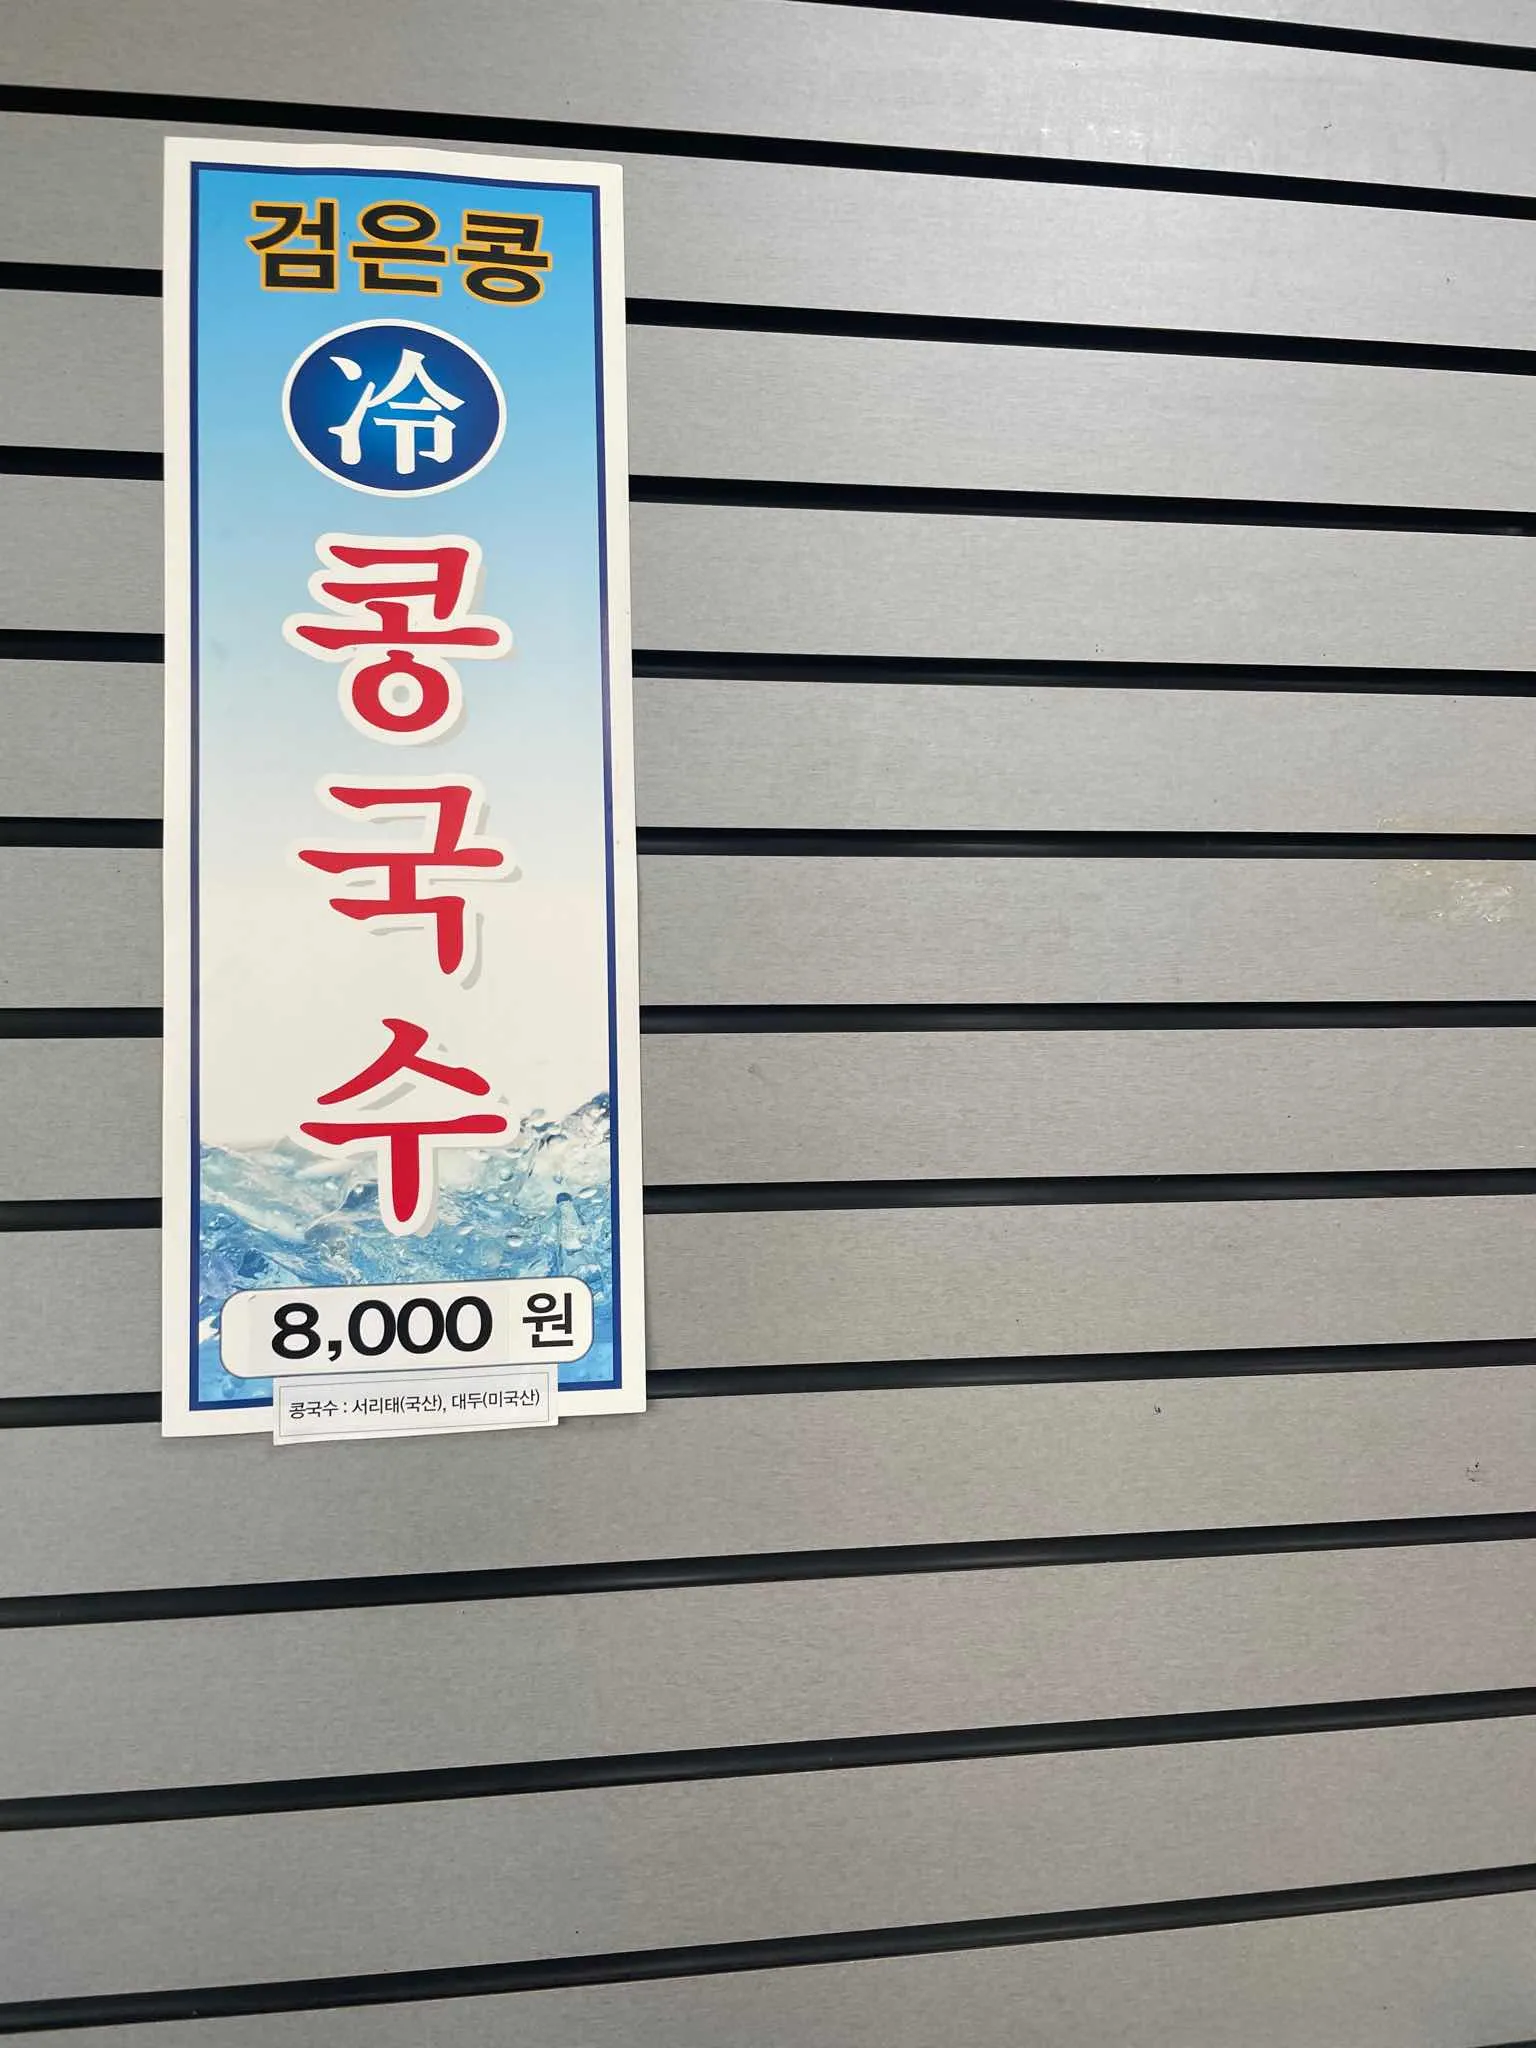 검은콩
冷
콩
국
수
8,000 원
콩국수 : 서리태(국산), 대두(미국산)